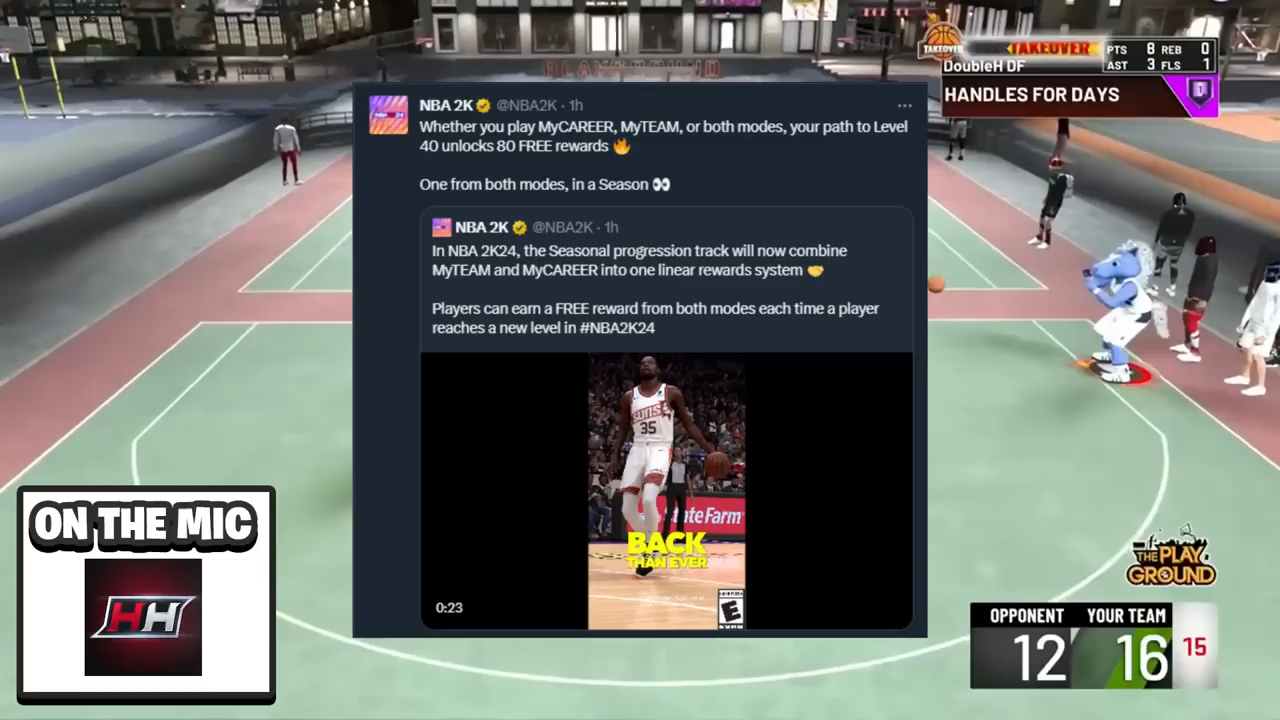 PLAYGROUND
TAKEOVER
TAKEOVER
PTS 8 REB 0
DoubleH DF
AST 3 FLS 1
HANDLES FOR DAYS
NBA 2K @NBA2K · 1h
Whether you play MyCAREER, MyTEAM, or both modes, your path to Level
40 unlocks 80 FREE rewards 🔥
One from both modes, in a Season 👀
NBA 2K @NBA2K · 1h
In NBA 2K24, the Seasonal progression track will now combine
MyTEAM and MyCAREER into one linear rewards system 🤝
Players can earn a FREE reward from both modes each time a player
reaches a new level in #NBA2K24
SUNS
35
ateFarm
BACK
THAN EVER
0:23
E
ON THE MIC
HH
THE PLAY
GROUND
OPPONENT YOUR TEAM
12 16 15